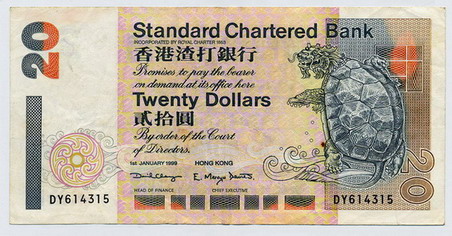 20
Standard Chartered Bank
INCORPORATED BY ROYAL CHARTER 1853
香港渣打銀行
Promises to pay the bearer
on demand at its office here
Twenty Dollars
貳拾圓
By order of the Court
of Directors.
1st JANUARY 1999 HONG KONG
HEAD OF FINANCE CHIEF EXECUTIVE
20
DY614315 DY614315